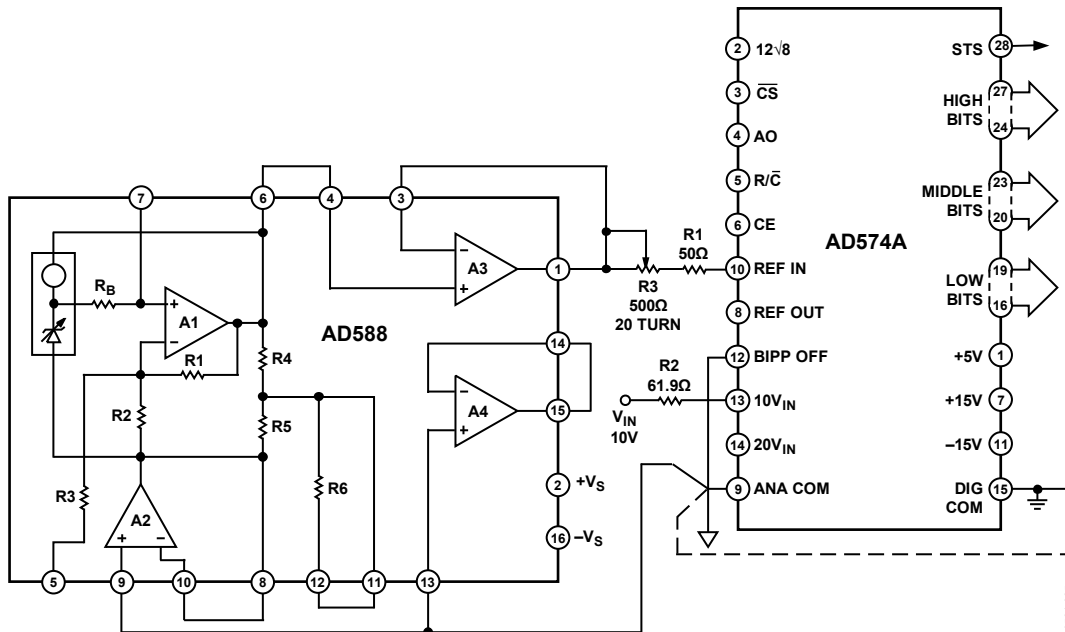 AD588
7
6
4
3
R_B
+
−
A1
R1
R2
R3
R4
R5
R6
A2
+
−
−
A3
+
1
14
−
A4
+
15
2
+V_S
16
−V_S
5
9
10
8
12
11
13
R3
500Ω
20 TURN
R1
50Ω
R2
61.9Ω
V_IN
10V
AD574A
2
12√8
3
C̅S̅
4
AO
5
R/C̅
6
CE
10
REF IN
8
REF OUT
12
BIPP OFF
13
10V_IN
14
20V_IN
9
ANA COM
STS
28
27
HIGH
BITS
24
23
MIDDLE
BITS
20
19
LOW
BITS
16
+5V
1
+15V
7
−15V
11
DIG
COM
15